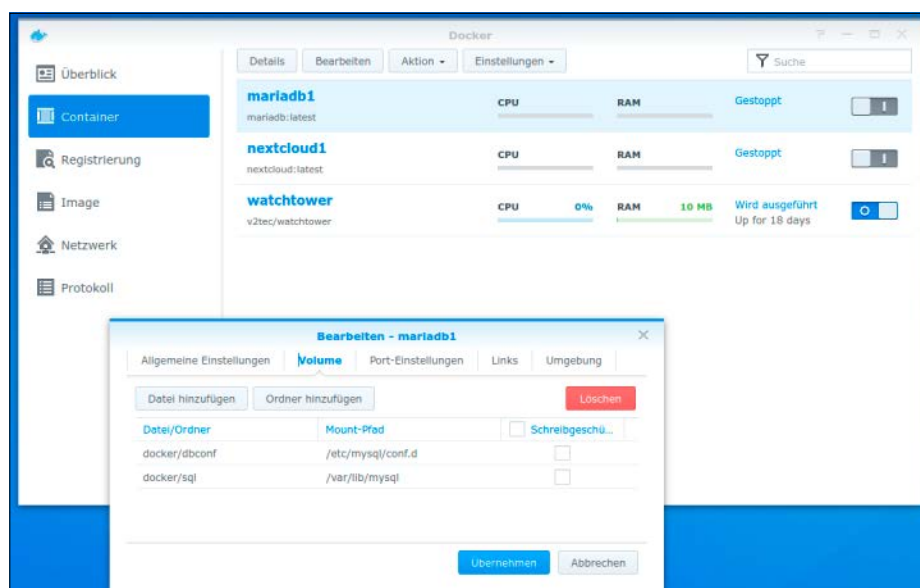 Docker
Überblick
Container
Registrierung
Image
Netzwerk
Protokoll
Details Bearbeiten Aktion Einstellungen Suche
mariadb1 CPU RAM Gestoppt
mariadb:latest
nextcloud1 CPU RAM Gestoppt
nextcloud:latest
watchtower CPU 0% RAM 10 MB Wird ausgeführt
v2tec/watchtower Up for 18 days
Bearbeiten - mariadb1
Allgemeine Einstellungen Volume Port-Einstellungen Links Umgebung
Datei hinzufügen Ordner hinzufügen Löschen
Datei/Ordner Mount-Pfad Schreibgeschü...
docker/dbconf /etc/mysql/conf.d
docker/sql /var/lib/mysql
Übernehmen Abbrechen